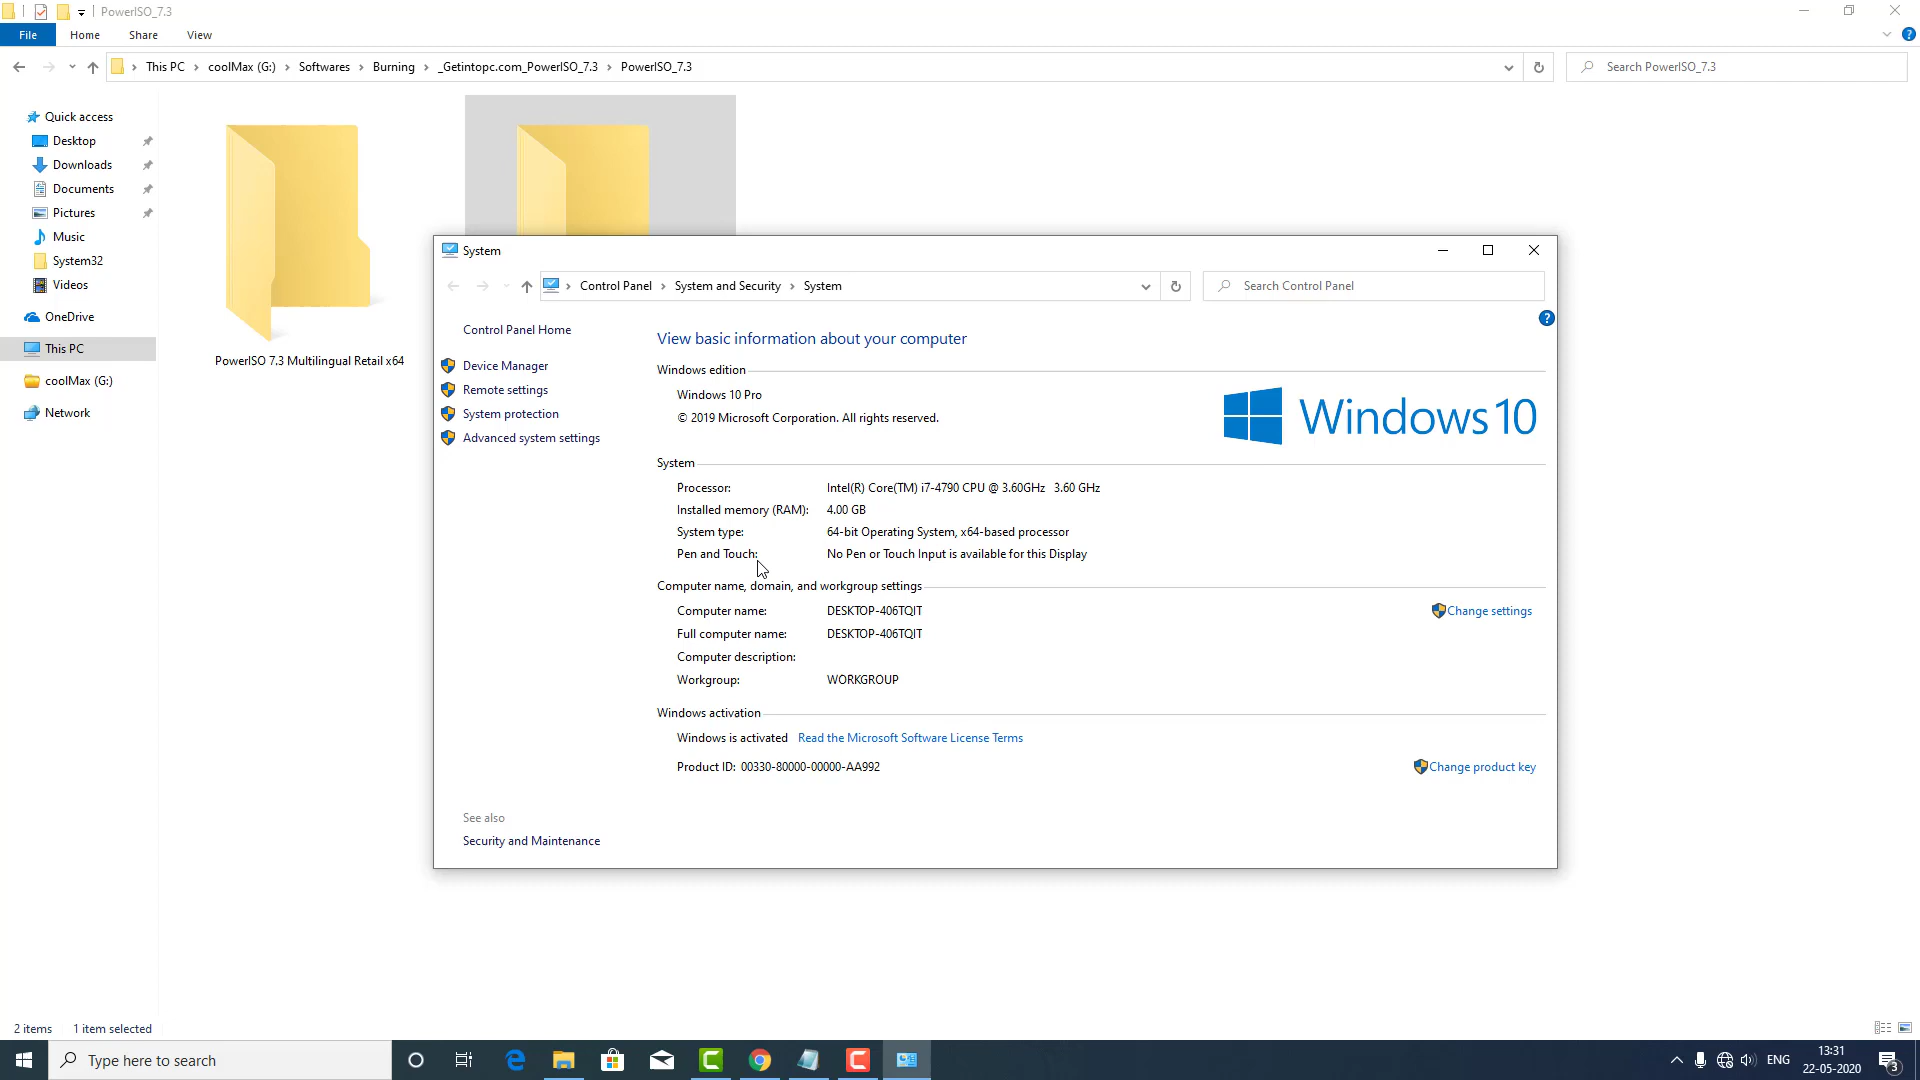 PowerISO_7.3
File Home Share View
This PC coolMax (G:) Softwares Burning _Getintopc.com_PowerISO_7.3 PowerISO_7.3
Search PowerISO_7.3
Quick access
Desktop
Downloads
Documents
Pictures
Music
System32
Videos
OneDrive
This PC
coolMax (G:)
Network
PowerISO 7.3 Multilingual Retail x64
System
Control Panel System and Security System
Search Control Panel
Control Panel Home
Device Manager
Remote settings
System protection
Advanced system settings
See also
Security and Maintenance
View basic information about your computer
Windows edition
Windows 10 Pro
© 2019 Microsoft Corporation. All rights reserved.
Windows 10
System
Processor: Intel(R) Core(TM) i7-4790 CPU @ 3.60GHz 3.60 GHz
Installed memory (RAM): 4.00 GB
System type: 64-bit Operating System, x64-based processor
Pen and Touch: No Pen or Touch Input is available for this Display
Computer name, domain, and workgroup settings
Computer name: DESKTOP-406TQIT
Change settings
Full computer name: DESKTOP-406TQIT
Computer description:
Workgroup: WORKGROUP
Windows activation
Windows is activated Read the Microsoft Software License Terms
Product ID: 00330-80000-00000-AA992
Change product key
2 items 1 item selected
Type here to search
ENG
13:31
22-05-2020
3